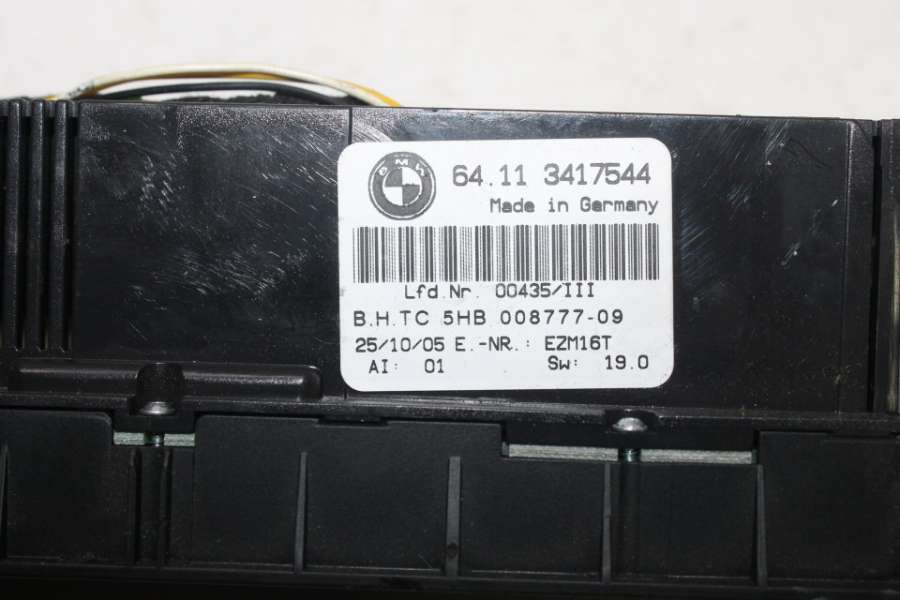 BMW
64.11 3417544
Made in Germany
Lfd.Nr. 00435/III
B.H.TC 5HB 008777-09
25/10/05 E.-NR.: EZM16T
AI: 01 Sw: 19.0